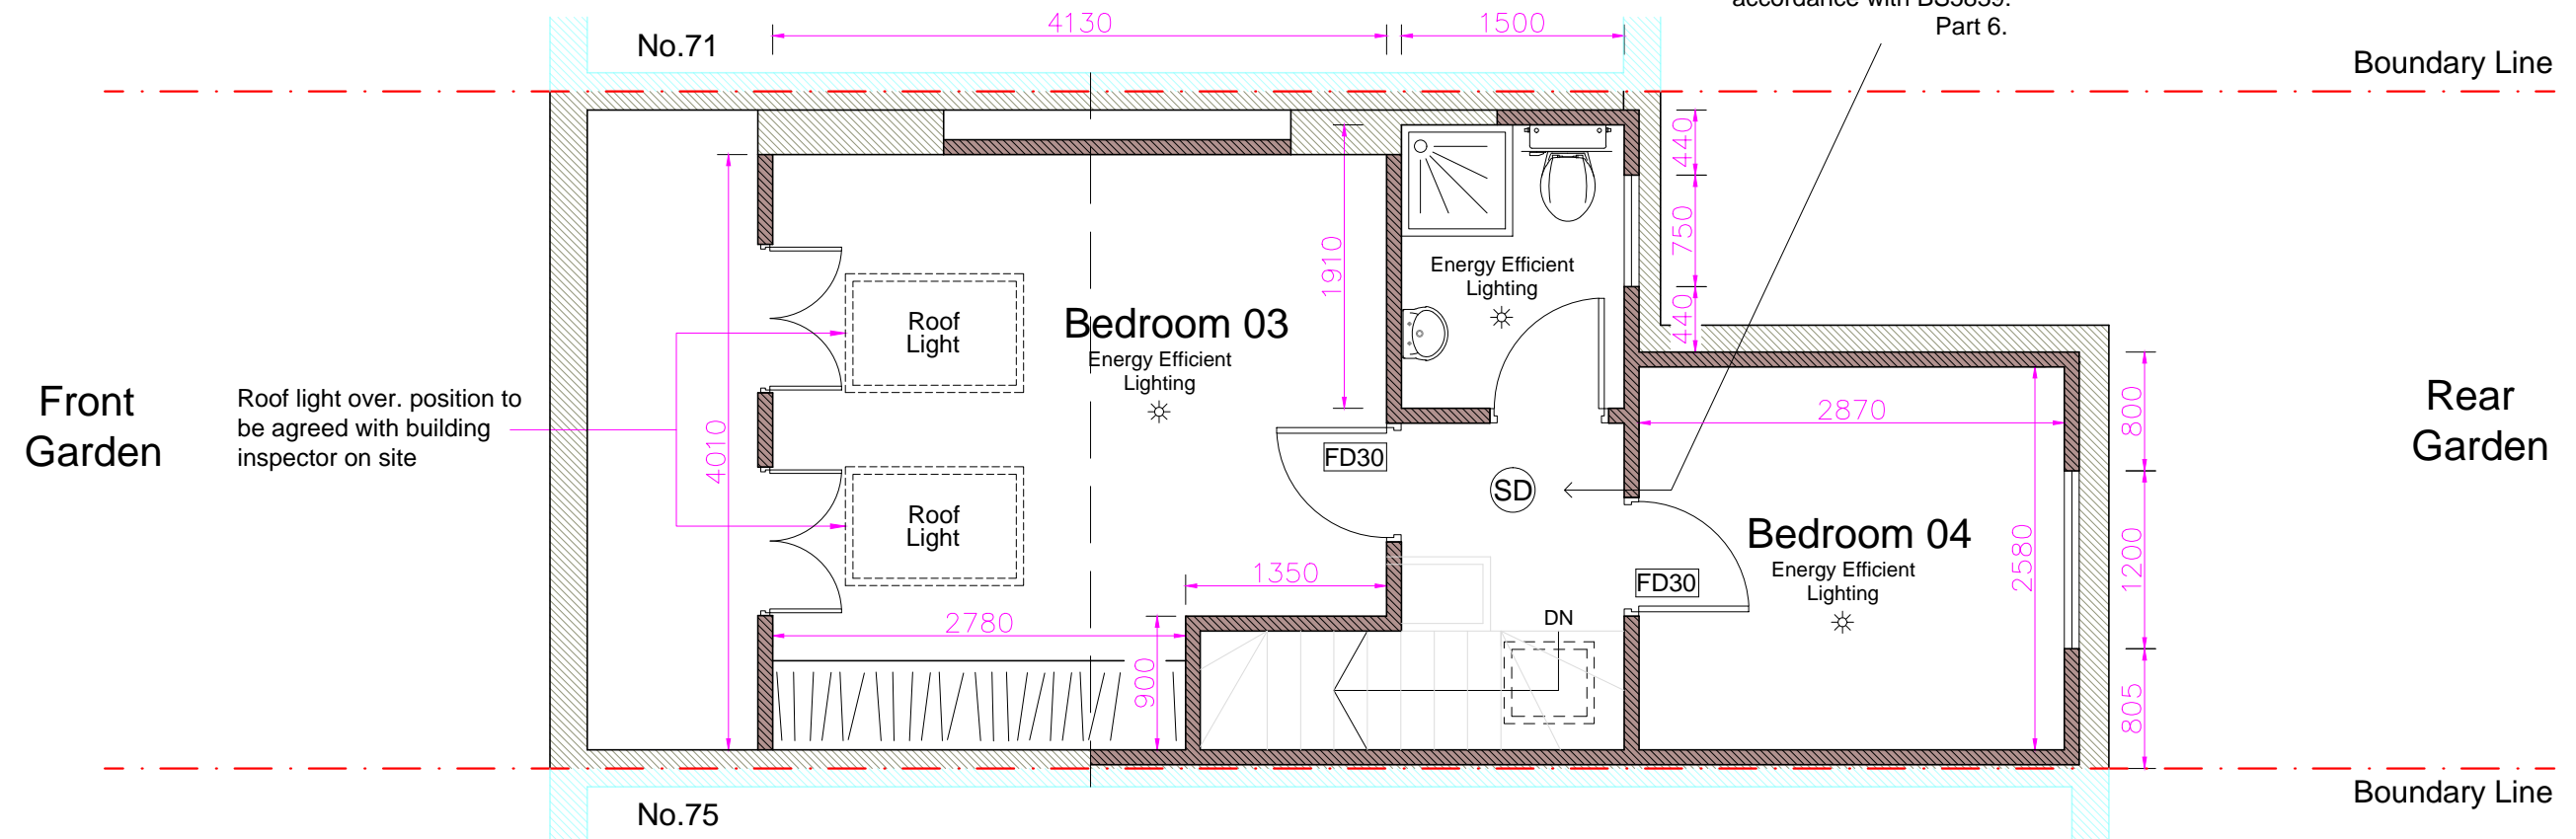 accordance with BS5839:
Part 6.
4130
1500
No.71
Boundary Line
440
750
440
1910
Energy Efficient
Lighting
Roof
Light
Bedroom 03
Energy Efficient
Lighting
Front
Garden
Roof light over. position to
be agreed with building
inspector on site
4010
FD30
2870
800
Rear
Garden
SD
Roof
Light
Bedroom 04
Energy Efficient
Lighting
2580
1200
1350
FD30
DN
2780
900
805
No.75
Boundary Line